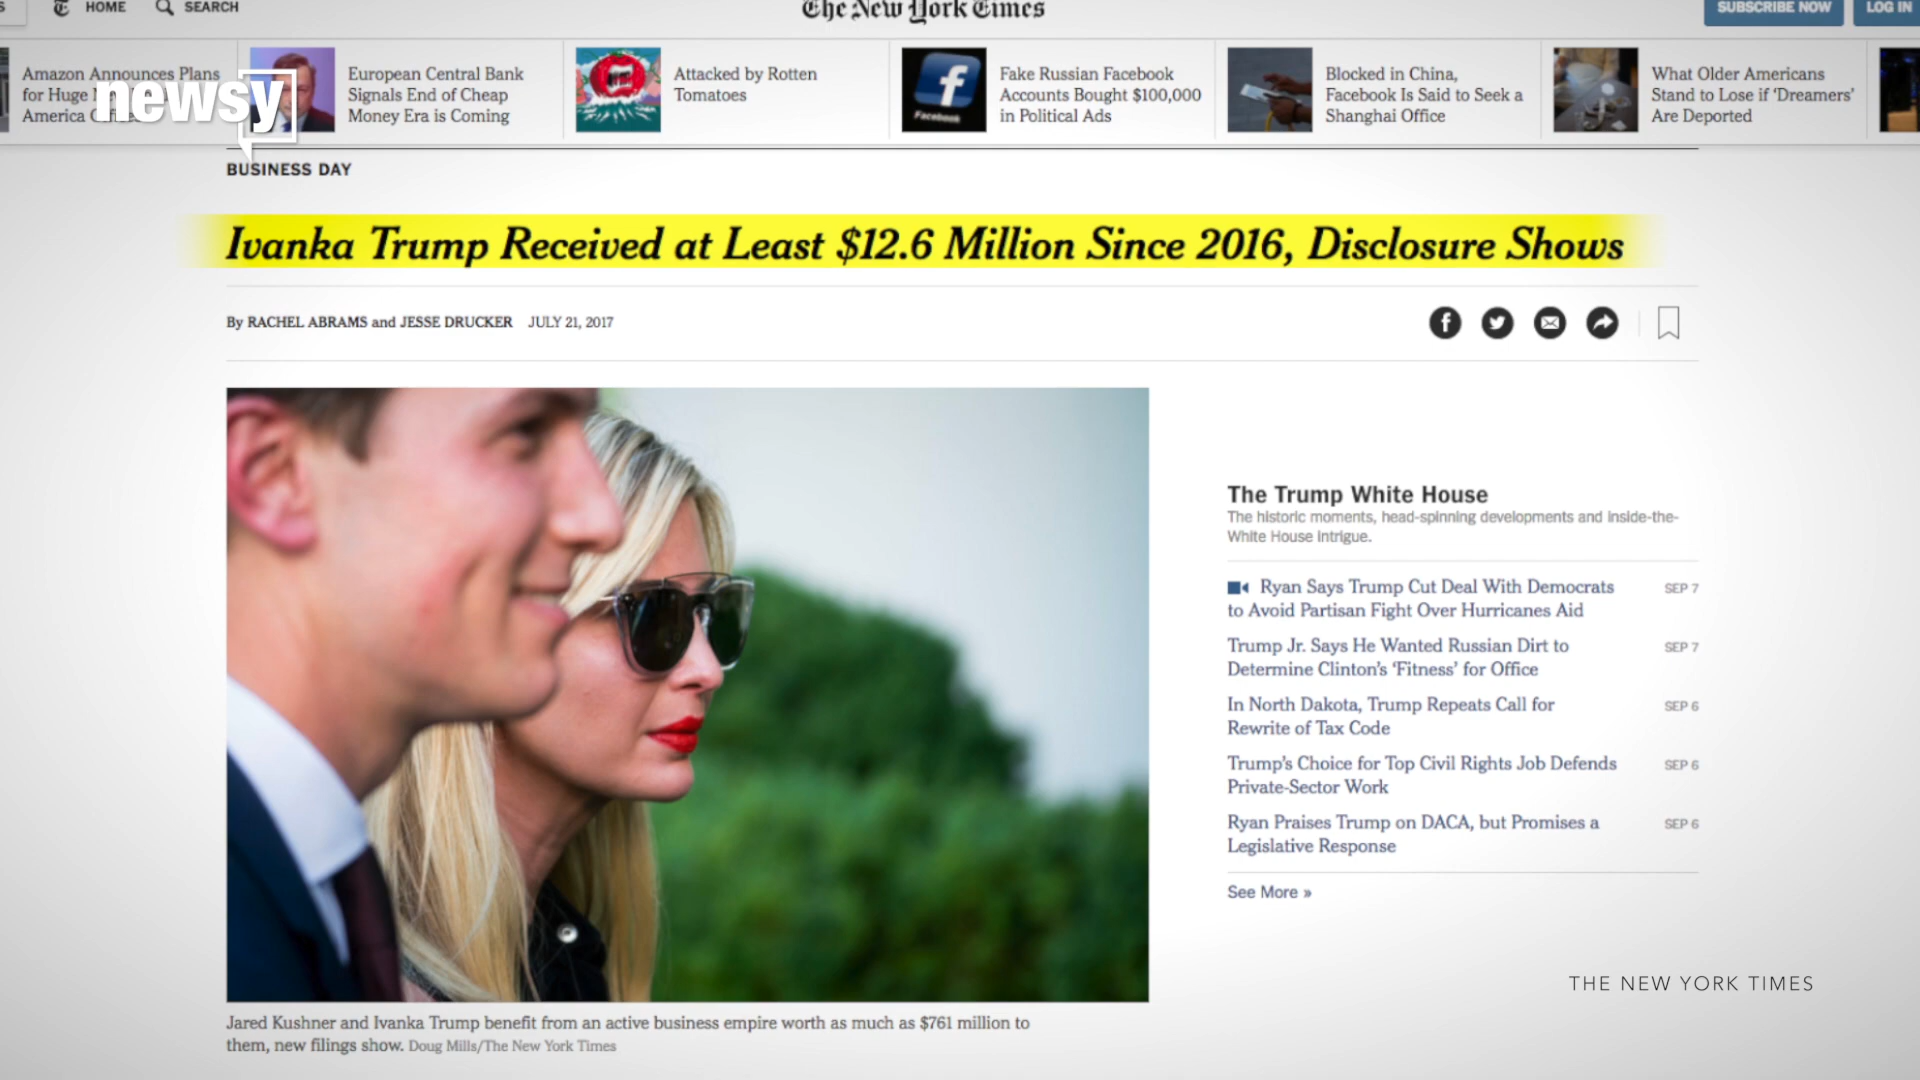 S
HOME
SEARCH
The New York Times
SUBSCRIBE NOW
LOG IN
Amazon Announces Plans
for Huge
America
newsy
European Central Bank
Signals End of Cheap
Money Era is Coming
Attacked by Rotten
Tomatoes
Facebook
Fake Russian Facebook
Accounts Bought $100,000
in Political Ads
Blocked in China,
Facebook Is Said to Seek a
Shanghai Office
What Older Americans
Stand to Lose if ‘Dreamers’
Are Deported
BUSINESS DAY
Ivanka Trump Received at Least $12.6 Million Since 2016, Disclosure Shows
By RACHEL ABRAMS and JESSE DRUCKER JULY 21, 2017
The Trump White House
The historic moments, head-spinning developments and inside-the-
White House intrigue.
Ryan Says Trump Cut Deal With Democrats SEP 7
to Avoid Partisan Fight Over Hurricanes Aid
Trump Jr. Says He Wanted Russian Dirt to SEP 7
Determine Clinton’s ‘Fitness’ for Office
In North Dakota, Trump Repeats Call for SEP 6
Rewrite of Tax Code
Trump’s Choice for Top Civil Rights Job Defends SEP 6
Private-Sector Work
Ryan Praises Trump on DACA, but Promises a SEP 6
Legislative Response
See More »
THE NEW YORK TIMES
Jared Kushner and Ivanka Trump benefit from an active business empire worth as much as $761 million to
them, new filings show. Doug Mills/The New York Times